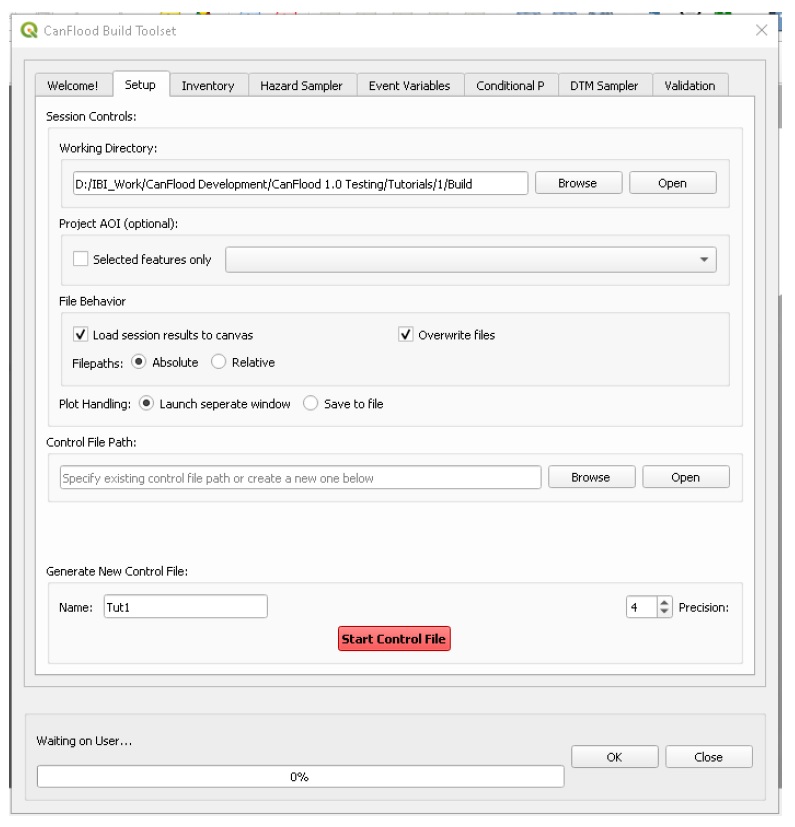 CanFlood Build Toolset
Welcome! Setup Inventory Hazard Sampler Event Variables Conditional P DTM Sampler Validation
Session Controls:
Working Directory:
D:/IBI_Work/CanFlood Development/CanFlood 1.0 Testing/Tutorials/1/Build Browse Open
Project AOI (optional):
Selected features only
File Behavior
Load session results to canvas Overwrite files
Filepaths: Absolute Relative
Plot Handling: Launch seperate window Save to file
Control File Path:
Specify existing control file path or create a new one below Browse Open
Generate New Control File:
Name: Tut1 4 Precision:
Start Control File
Waiting on User...
OK Close
0%